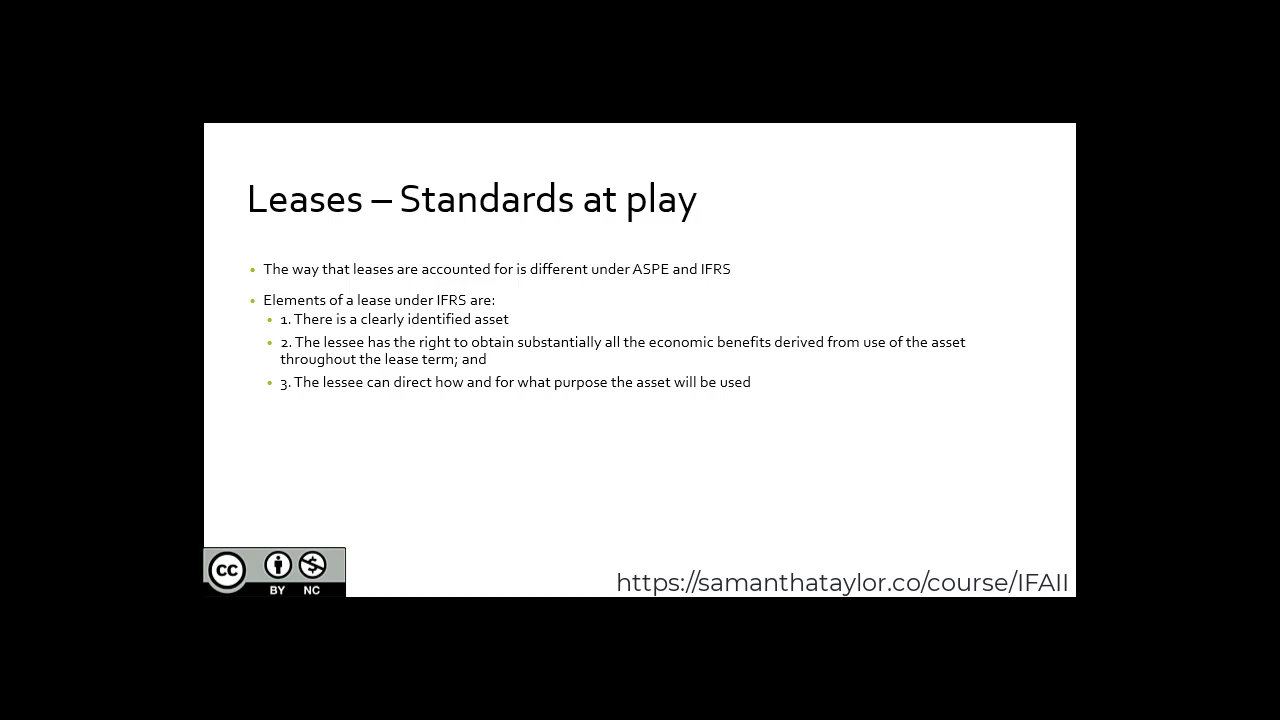 Leases – Standards at play
• The way that leases are accounted for is different under ASPE and IFRS
• Elements of a lease under IFRS are:
• 1. There is a clearly identified asset
• 2. The lessee has the right to obtain substantially all the economic benefits derived from use of the asset
throughout the lease term; and
• 3. The lessee can direct how and for what purpose the asset will be used
cc
BY NC
https://samanthataylor.co/course/IFAII